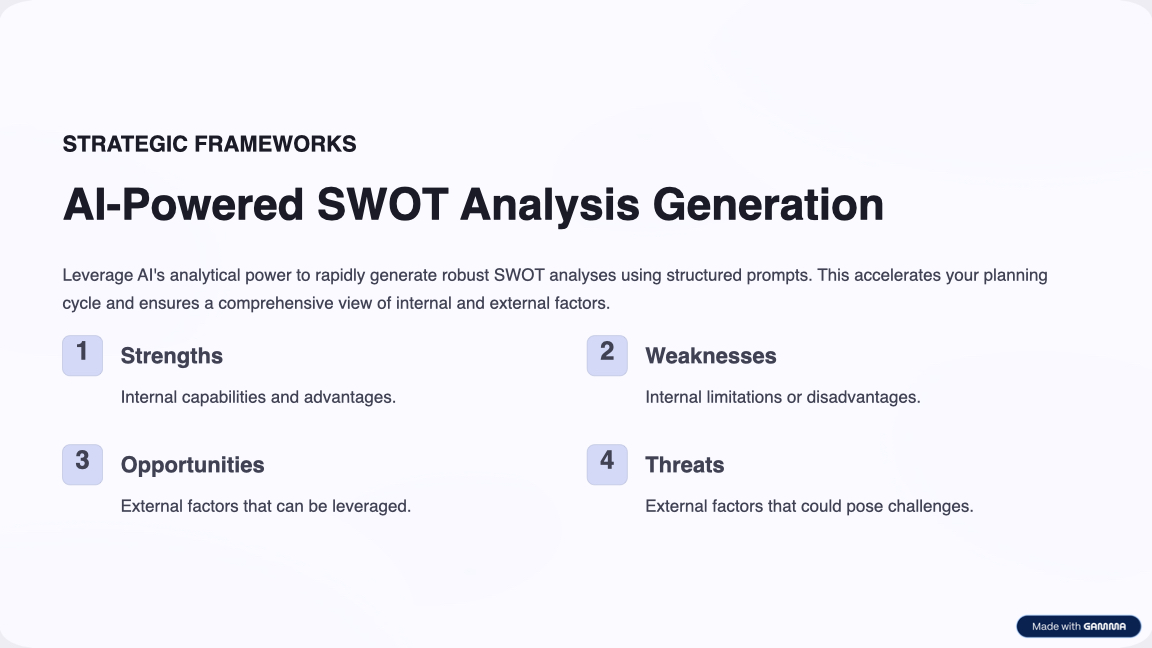 STRATEGIC FRAMEWORKS
AI-Powered SWOT Analysis Generation
Leverage AI's analytical power to rapidly generate robust SWOT analyses using structured prompts. This accelerates your planning
cycle and ensures a comprehensive view of internal and external factors.
1 Strengths
Internal capabilities and advantages.
2 Weaknesses
Internal limitations or disadvantages.
3 Opportunities
External factors that can be leveraged.
4 Threats
External factors that could pose challenges.
Made with GAMMA